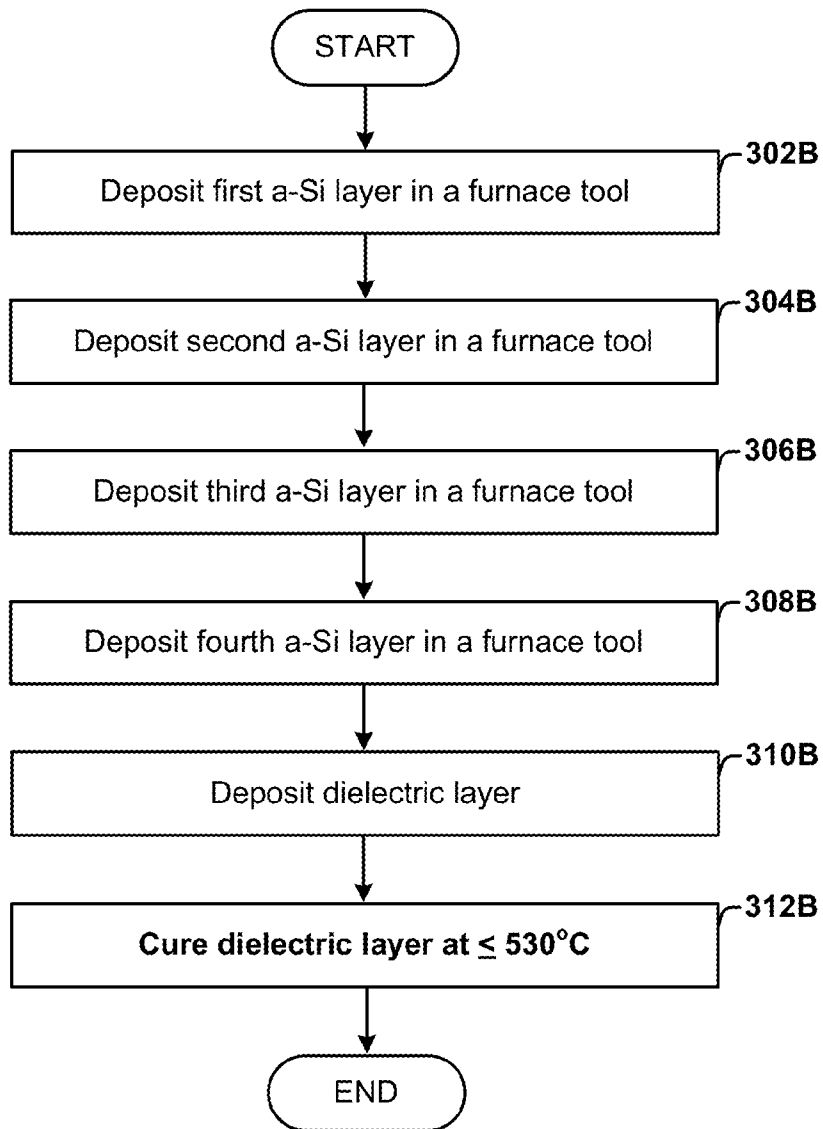 START
302B
Deposit first a-Si layer in a furnace tool
304B
Deposit second a-Si layer in a furnace tool
306B
Deposit third a-Si layer in a furnace tool
308B
Deposit fourth a-Si layer in a furnace tool
310B
Deposit dielectric layer
312B
Cure dielectric layer at ≤ 530°C
END